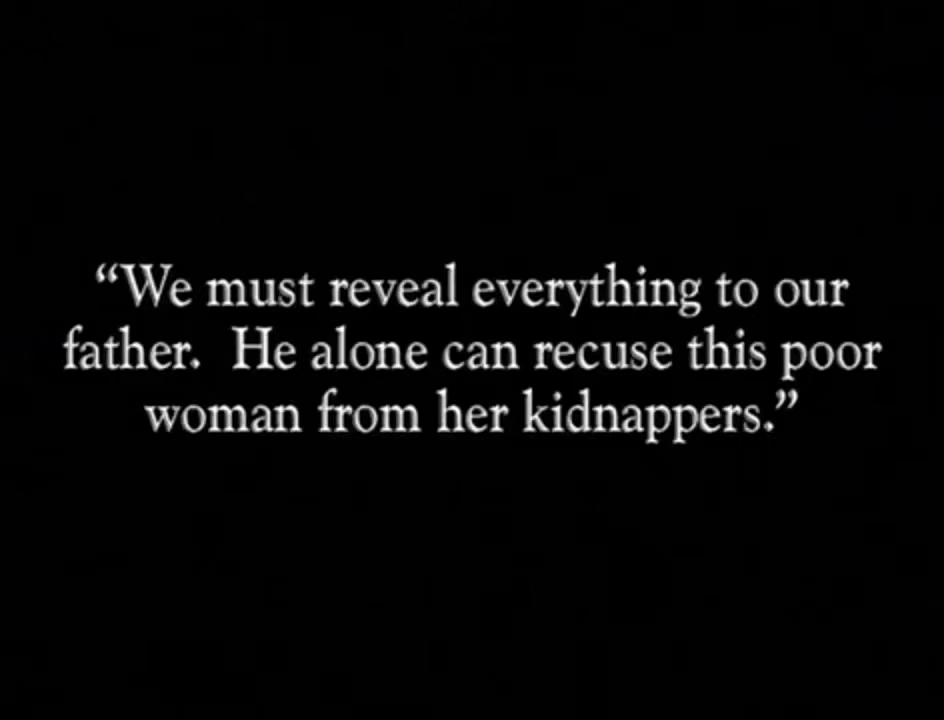 “We must reveal everything to our
father.  He alone can recuse this poor
woman from her kidnappers.”